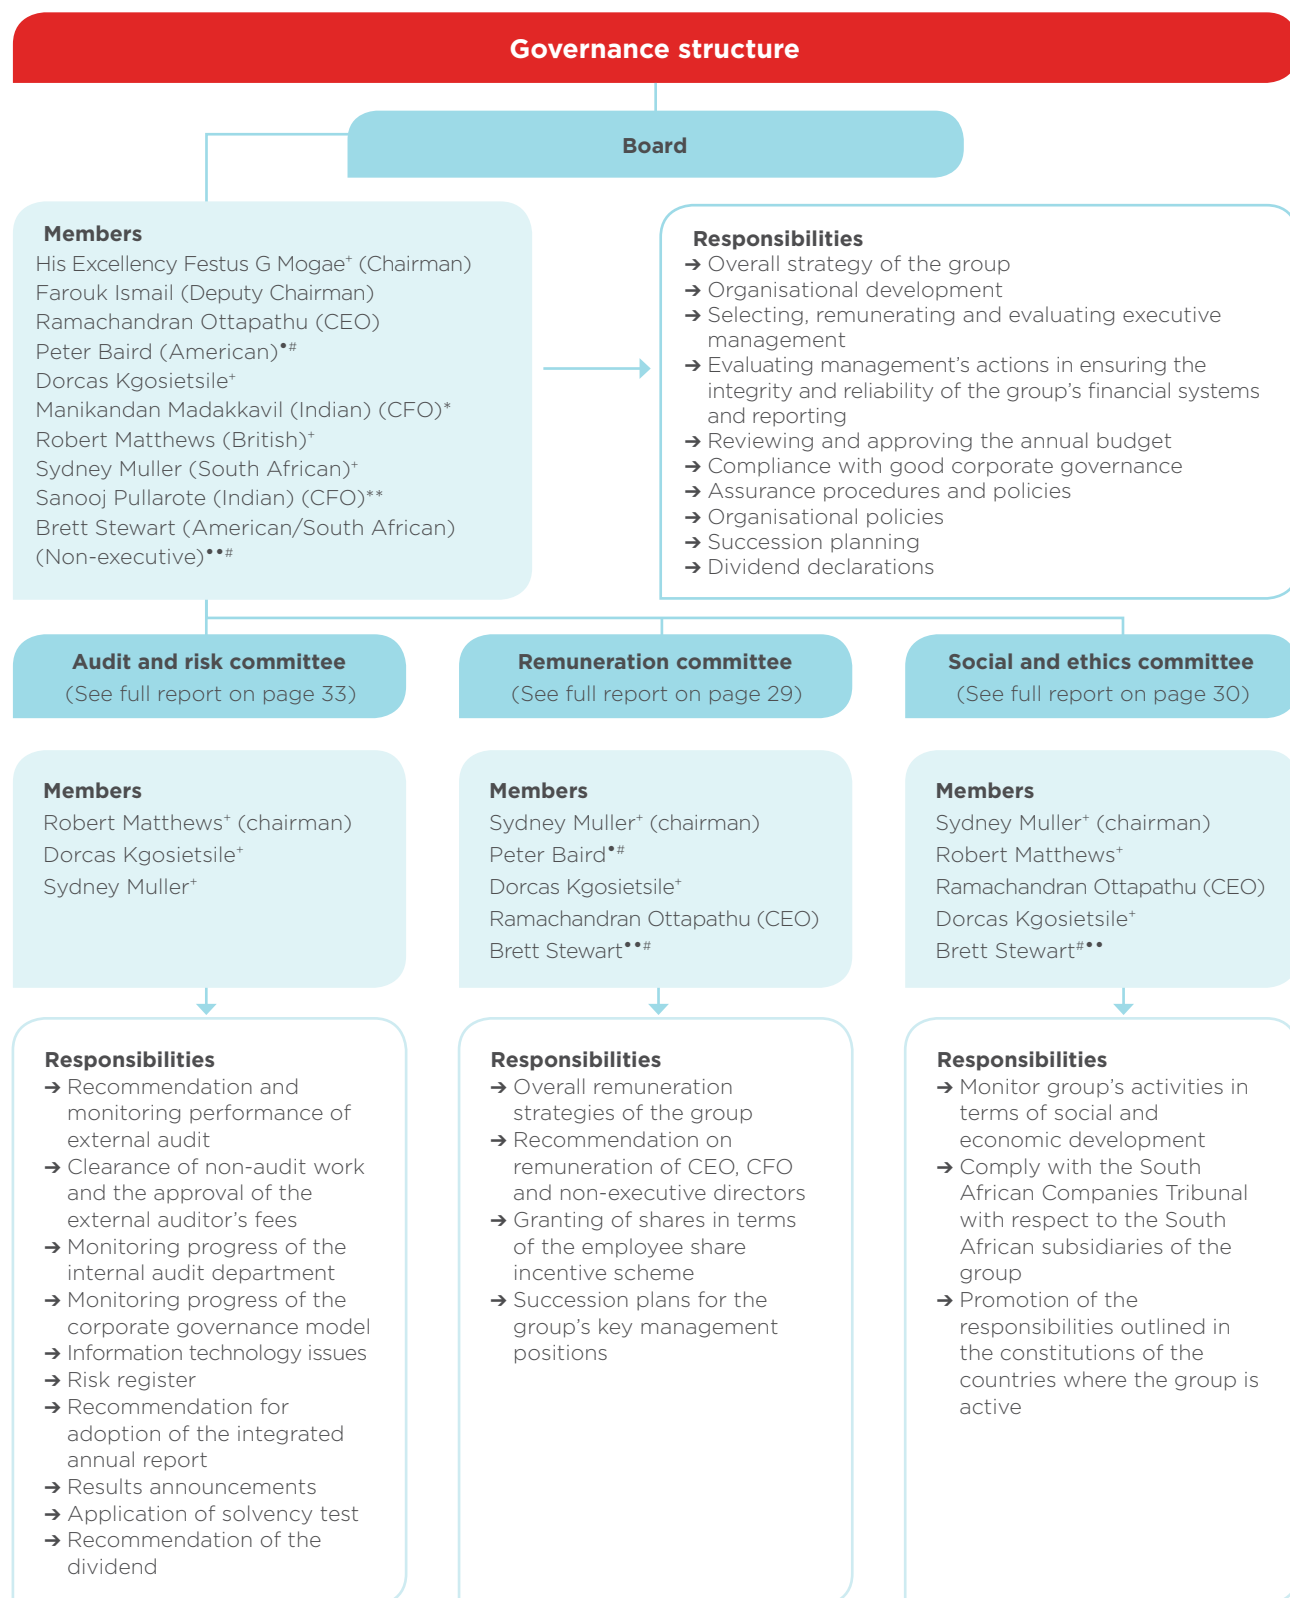 Governance structure
Board
Members
His Excellency Festus G Mogae⁺ (Chairman)
Farouk Ismail (Deputy Chairman)
Ramachandran Ottapathu (CEO)
Peter Baird (American)•#
Dorcas Kgosietsile⁺
Manikandan Madakkavil (Indian) (CFO)*
Robert Matthews (British)⁺
Sydney Muller (South African)⁺
Sanooj Pullarote (Indian) (CFO)**
Brett Stewart (American/South African)
(Non-executive)••#
Responsibilities
➔ Overall strategy of the group
➔ Organisational development
➔ Selecting, remunerating and evaluating executive
management
➔ Evaluating management’s actions in ensuring the
integrity and reliability of the group’s financial systems
and reporting
➔ Reviewing and approving the annual budget
➔ Compliance with good corporate governance
➔ Assurance procedures and policies
➔ Organisational policies
➔ Succession planning
➔ Dividend declarations
Audit and risk committee
(See full report on page 33)
Members
Robert Matthews⁺ (chairman)
Dorcas Kgosietsile⁺
Sydney Muller⁺
Responsibilities
➔ Recommendation and
monitoring performance of
external audit
➔ Clearance of non-audit work
and the approval of the
external auditor’s fees
➔ Monitoring progress of the
internal audit department
➔ Monitoring progress of the
corporate governance model
➔ Information technology issues
➔ Risk register
➔ Recommendation for
adoption of the integrated
annual report
➔ Results announcements
➔ Application of solvency test
➔ Recommendation of the
dividend
Remuneration committee
(See full report on page 29)
Members
Sydney Muller⁺ (chairman)
Peter Baird•#
Dorcas Kgosietsile⁺
Ramachandran Ottapathu (CEO)
Brett Stewart••#
Responsibilities
➔ Overall remuneration
strategies of the group
➔ Recommendation on
remuneration of CEO, CFO
and non-executive directors
➔ Granting of shares in terms
of the employee share
incentive scheme
➔ Succession plans for the
group’s key management
positions
Social and ethics committee
(See full report on page 30)
Members
Sydney Muller⁺ (chairman)
Robert Matthews⁺
Ramachandran Ottapathu (CEO)
Dorcas Kgosietsile⁺
Brett Stewart#••
Responsibilities
➔ Monitor group’s activities in
terms of social and
economic development
➔ Comply with the South
African Companies Tribunal
with respect to the South
African subsidiaries of the
group
➔ Promotion of the
responsibilities outlined in
the constitutions of the
countries where the group is
active